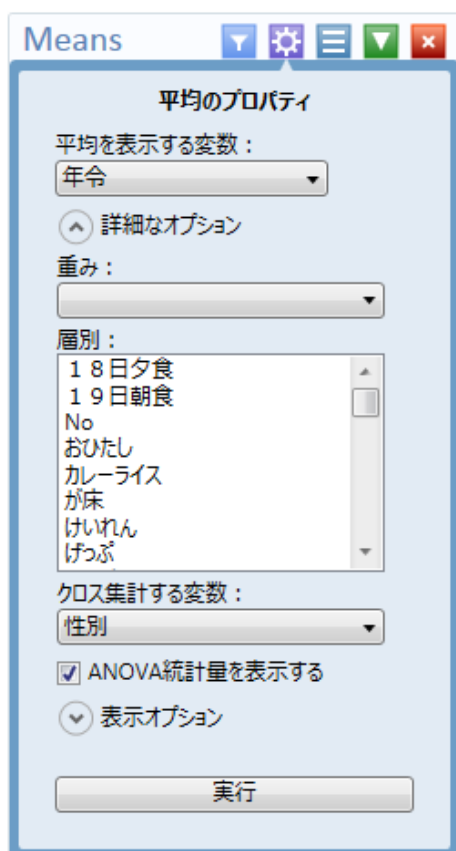 Means
平均のプロパティ
平均を表示する変数：
年令
詳細なオプション
重み：
層別：
１８日夕食
１９日朝食
No
おひたし
カレーライス
が床
けいれん
げっぷ
クロス集計する変数：
性別
ANOVA統計量を表示する
表示オプション
実行